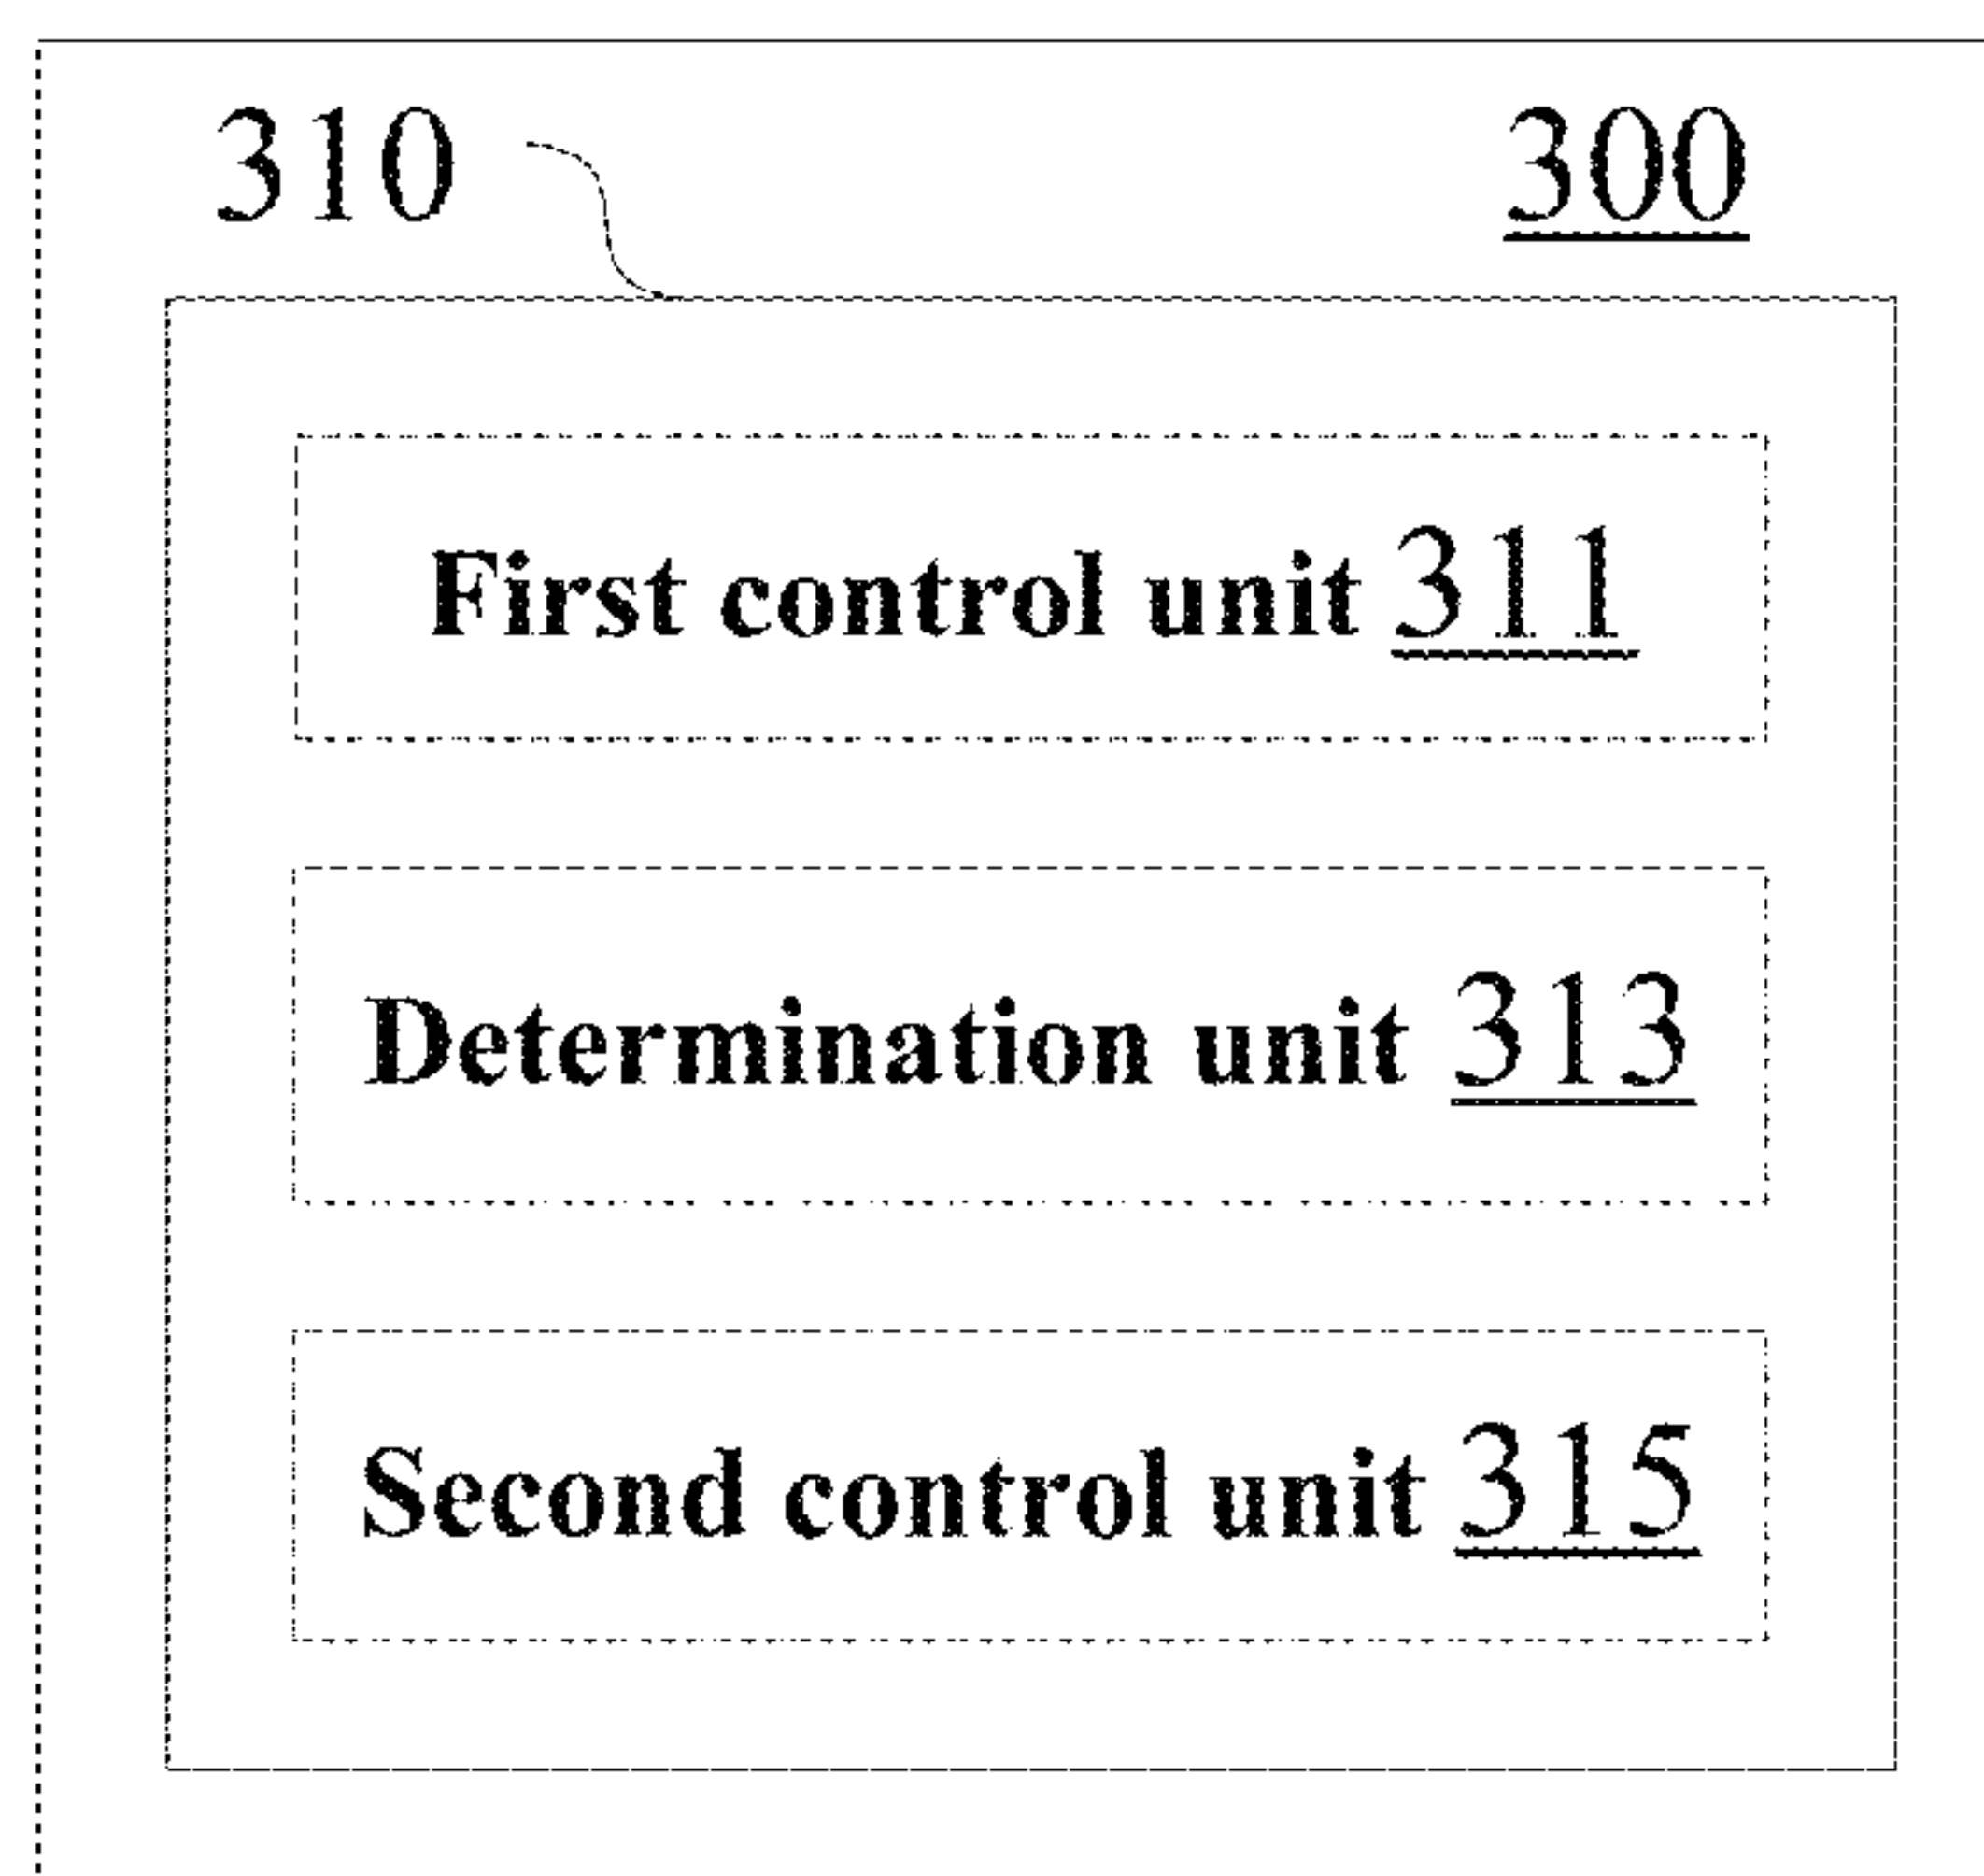 310 300
First control unit 311
Determination unit 313
Second control unit 315